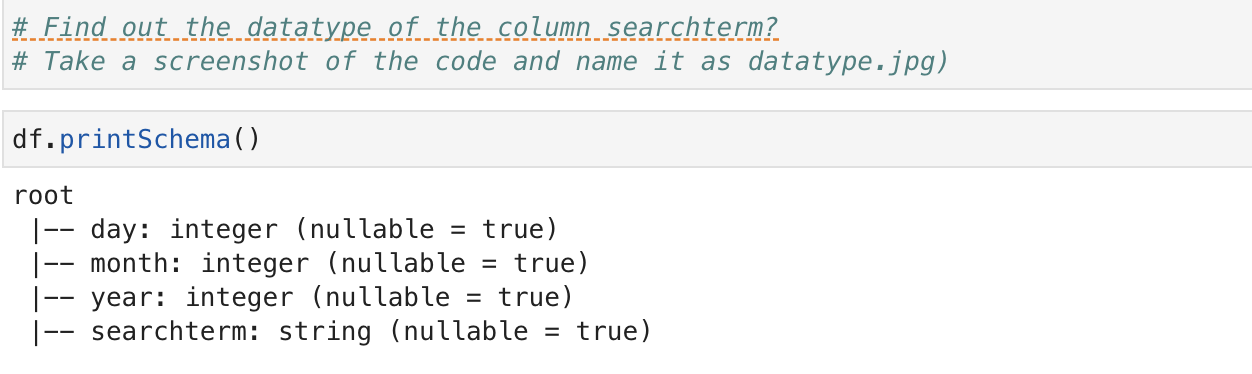 # Find out the datatype of the column searchterm?
# Take a screenshot of the code and name it as datatype.jpg)
df.printSchema()
root
 |-- day: integer (nullable = true)
 |-- month: integer (nullable = true)
 |-- year: integer (nullable = true)
 |-- searchterm: string (nullable = true)